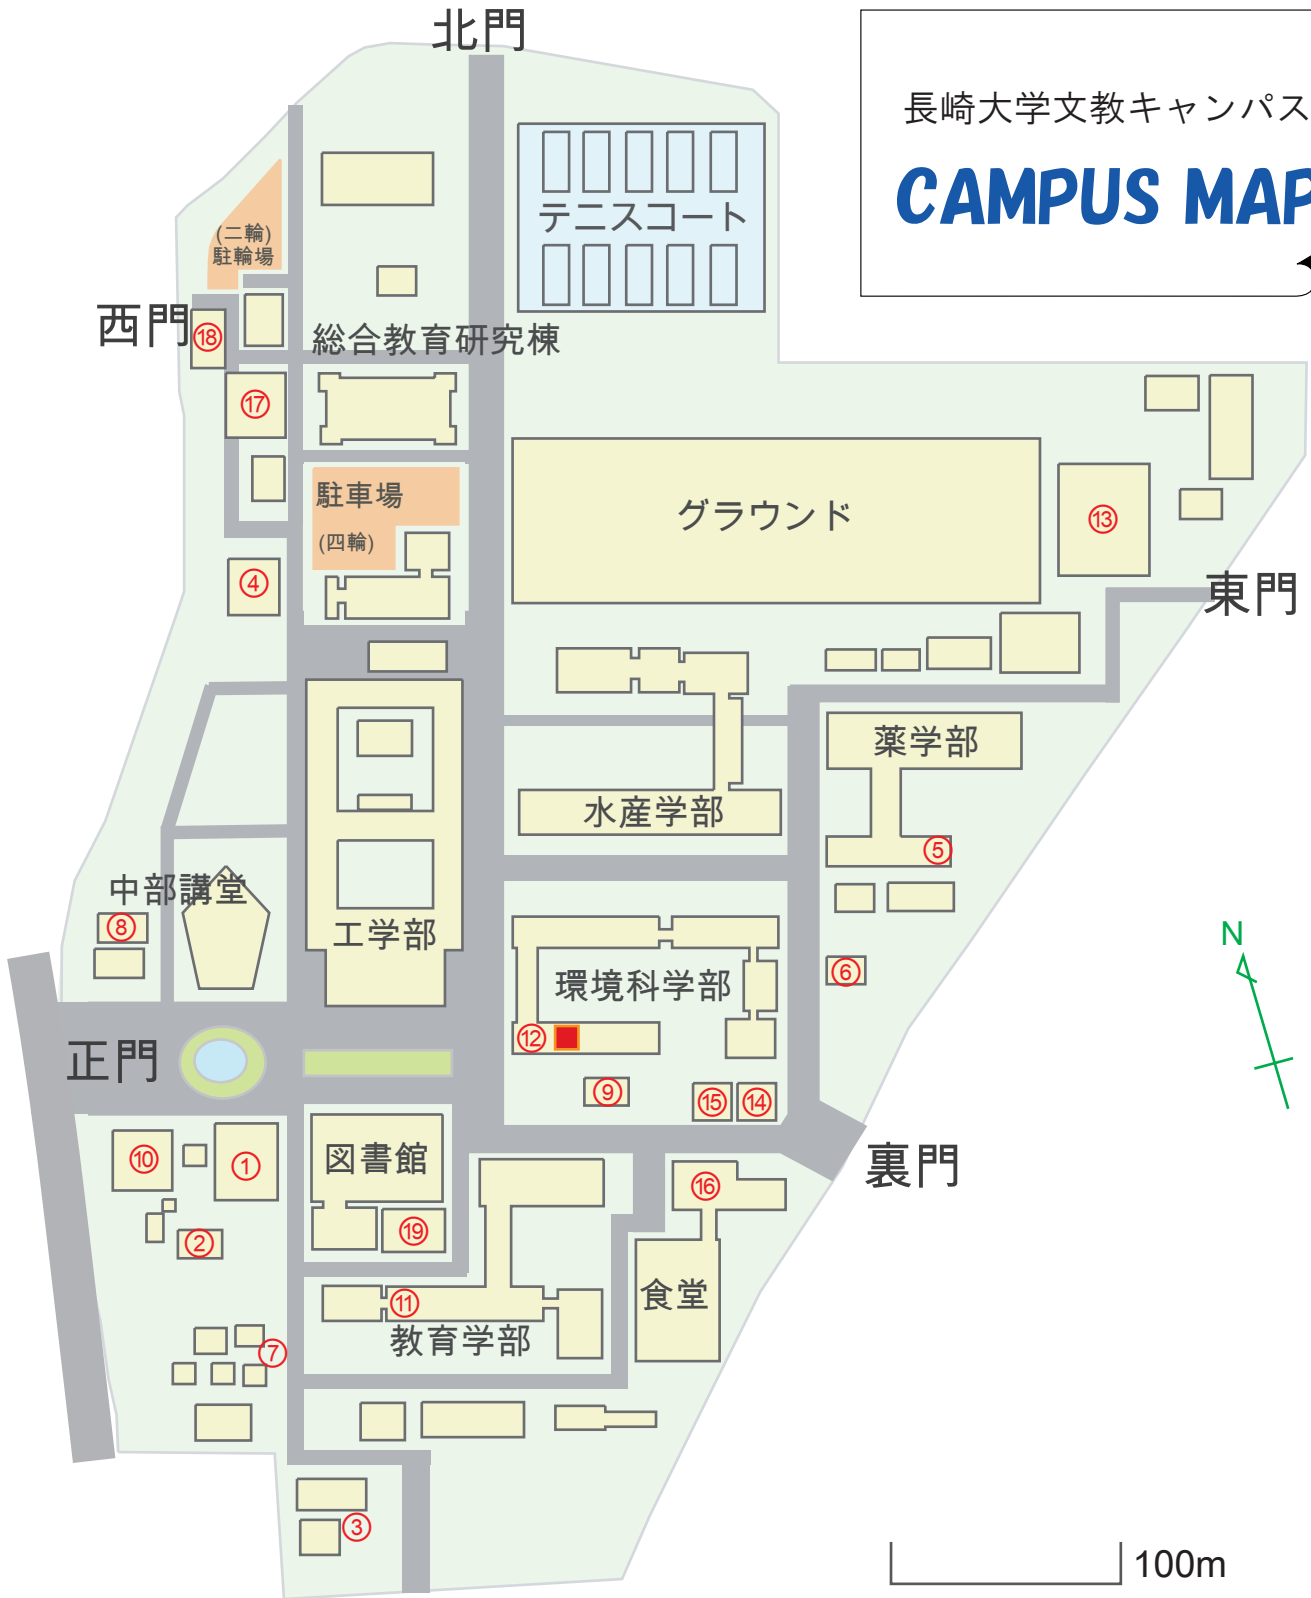 北門
長崎大学文教キャンパス
CAMPUS MAP
テニスコート
(二輪)
駐輪場
西門
⑱
総合教育研究棟
⑰
駐車場
(四輪)
グラウンド
⑬
④
東門
薬学部
水産学部
⑤
中部講堂
⑧
工学部
環境科学部
⑥
N
⑫
正門
⑨
⑮
⑭
⑩
①
図書館
裏門
⑯
②
⑲
食堂
⑪
教育学部
⑦
③
100m